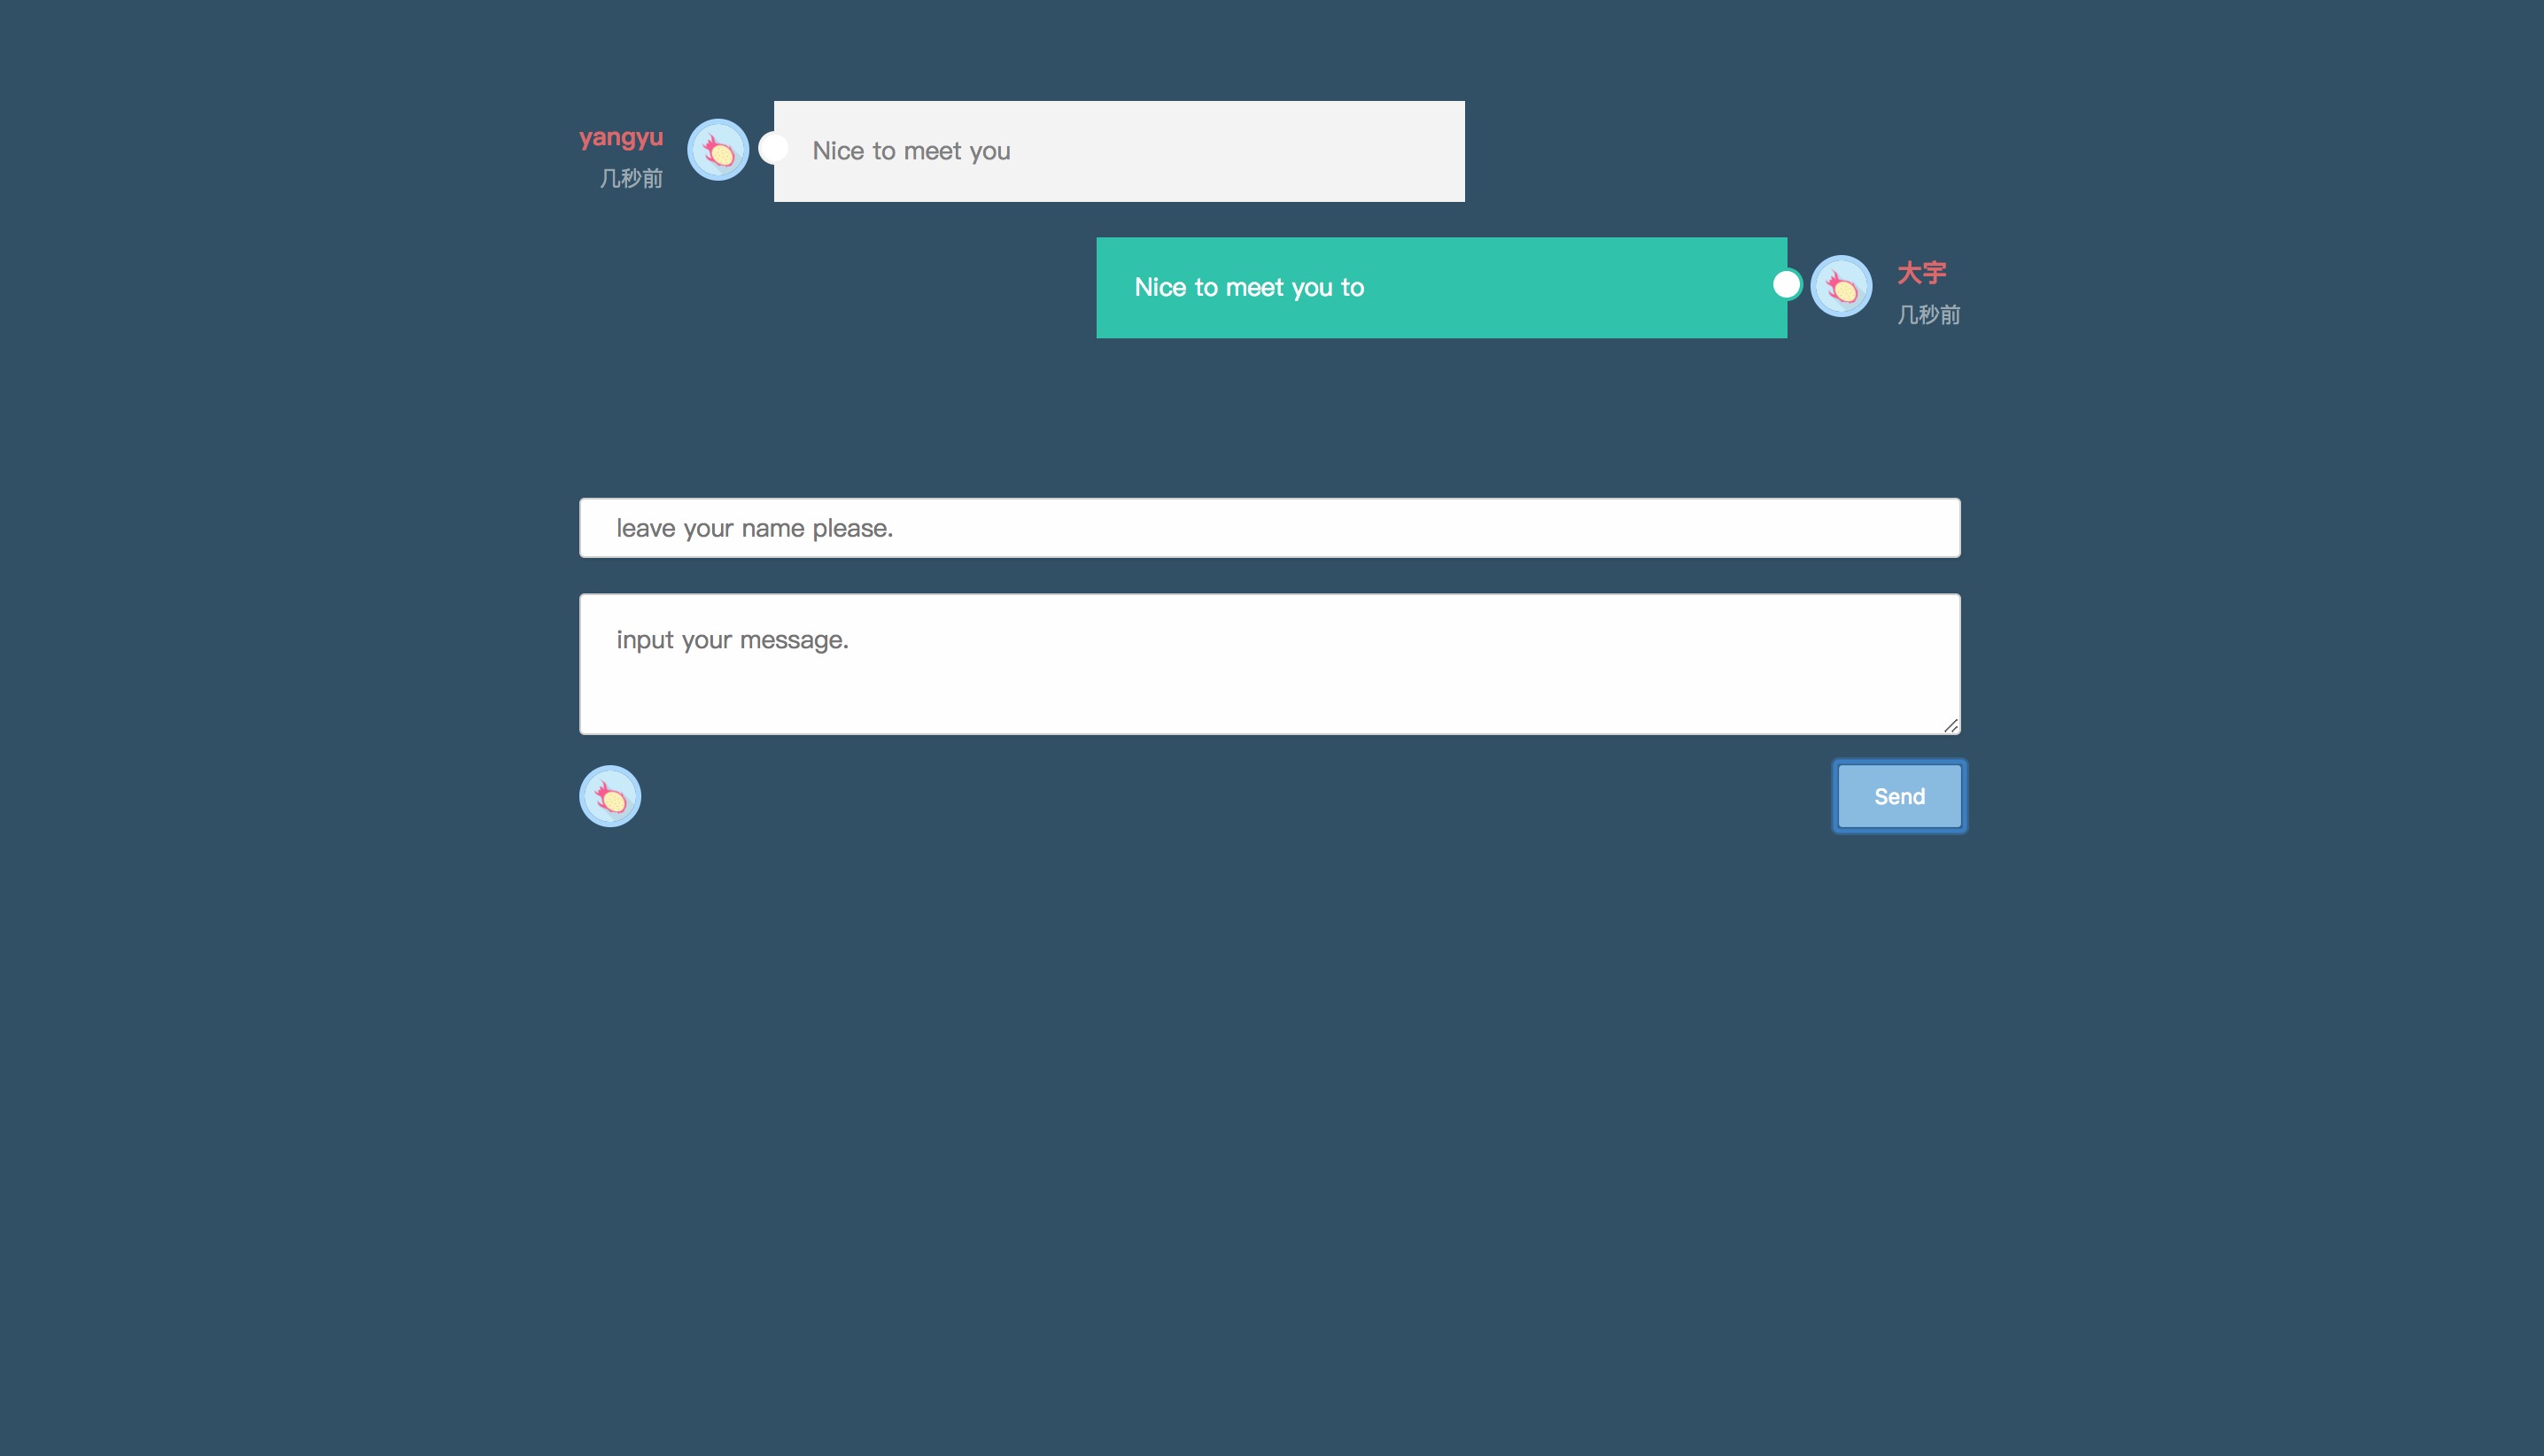 yangyu
几秒前
Nice to meet you
Nice to meet you to
大宇
几秒前
leave your name please.
input your message.
Send